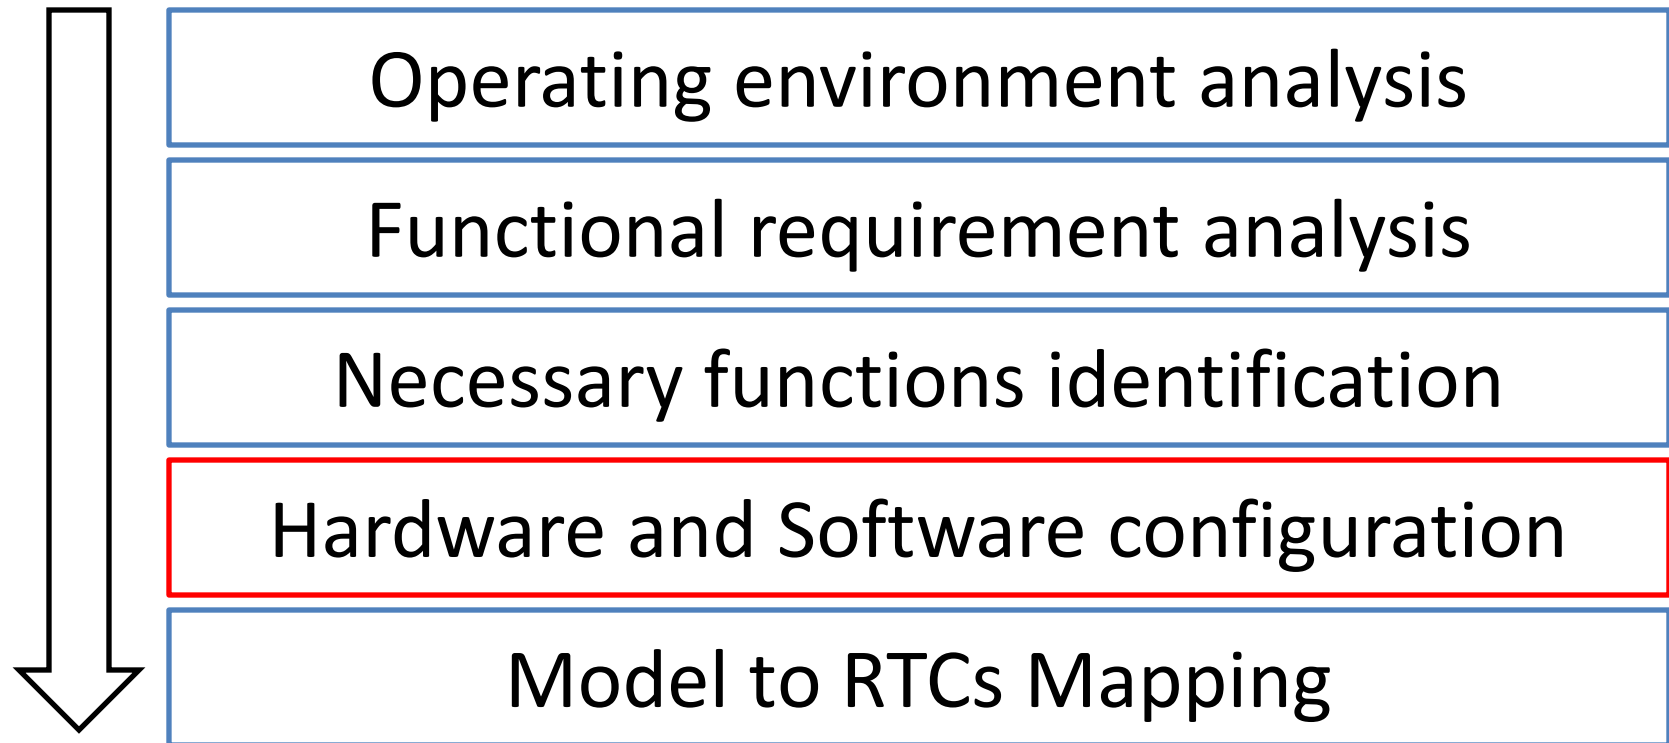 Operating environment analysis
Functional requirement analysis
Necessary functions identification
Hardware and Software configuration
Model to RTCs Mapping